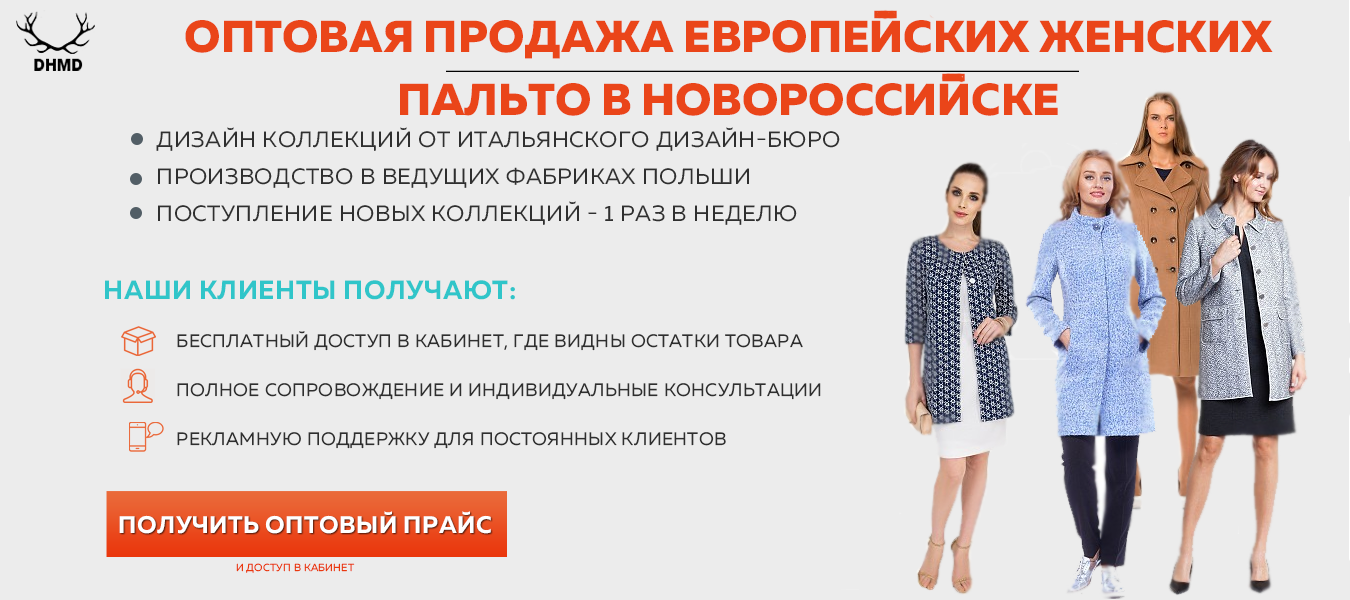 DHMD
ОПТОВАЯ ПРОДАЖА ЕВРОПЕЙСКИХ ЖЕНСКИХ
ПАЛЬТО В НОВОРОССИЙСКЕ
ДИЗАЙН КОЛЛЕКЦИЙ ОТ ИТАЛЬЯНСКОГО ДИЗАЙН-БЮРО
ПРОИЗВОДСТВО В ВЕДУЩИХ ФАБРИКАХ ПОЛЬШИ
ПОСТУПЛЕНИЕ НОВЫХ КОЛЛЕКЦИЙ - 1 РАЗ В НЕДЕЛЮ
НАШИ КЛИЕНТЫ ПОЛУЧАЮТ:
БЕСПЛАТНЫЙ ДОСТУП В КАБИНЕТ, ГДЕ ВИДНЫ ОСТАТКИ ТОВАРА
ПОЛНОЕ СОПРОВОЖДЕНИЕ И ИНДИВИДУАЛЬНЫЕ КОНСУЛЬТАЦИИ
РЕКЛАМНУЮ ПОДДЕРЖКУ ДЛЯ ПОСТОЯННЫХ КЛИЕНТОВ
ПОЛУЧИТЬ ОПТОВЫЙ ПРАЙС
И ДОСТУП В КАБИНЕТ